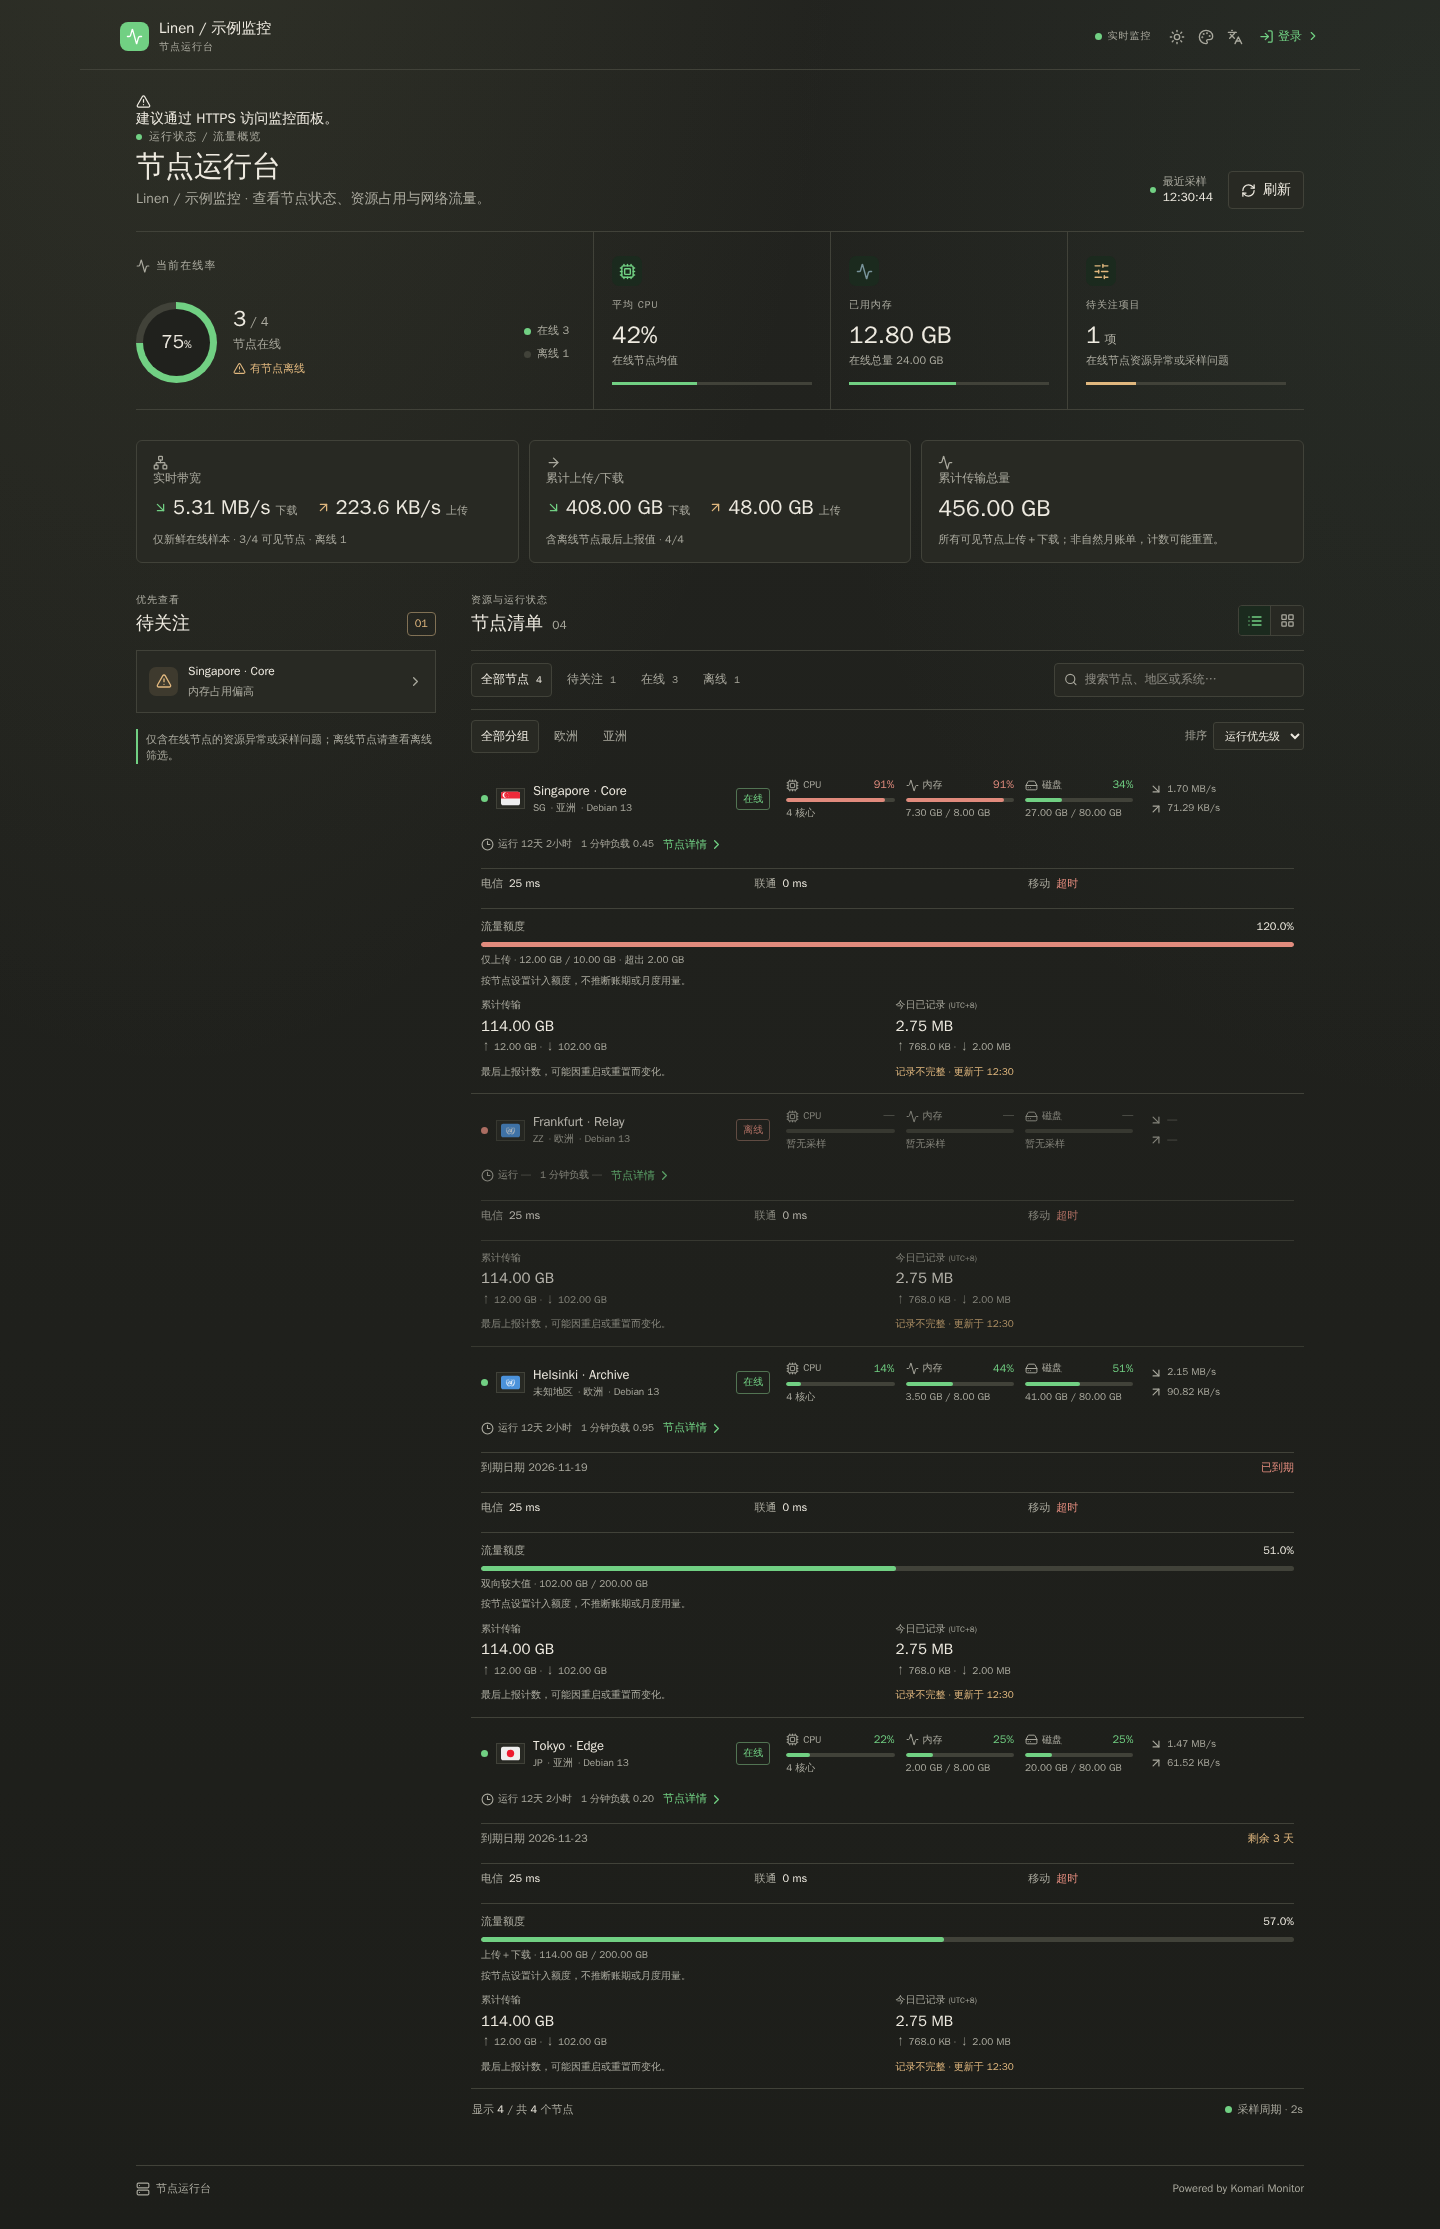 Linen / 示例监控
节点运行台
实时监控
登录
建议通过 HTTPS 访问监控面板。
运行状态 / 流量概览
节点运行台
Linen / 示例监控 · 查看节点状态、资源占用与网络流量。
最近采样
12:30:44
刷新
当前在线率
75%
3 / 4
节点在线
有节点离线
在线 3
离线 1
平均 CPU
42%
在线节点均值
已用内存
12.80 GB
在线总量 24.00 GB
待关注项目
1 项
在线节点资源异常或采样问题
实时带宽
5.31 MB/s 下载 223.6 KB/s 上传
仅新鲜在线样本 · 3/4 可见节点 · 离线 1
累计上传/下载
408.00 GB 下载 48.00 GB 上传
含离线节点最后上报值 · 4/4
累计传输总量
456.00 GB
所有可见节点上传 + 下载；非自然月账单，计数可能重置。
优先查看
待关注
01
Singapore · Core
内存占用偏高
仅含在线节点的资源异常或采样问题；离线节点请查看离线
筛选。
资源与运行状态
节点清单 04
全部节点 4 待关注 1 在线 3 离线 1
搜索节点、地区或系统…
全部分组 欧洲 亚洲
排序 运行优先级
Singapore · Core
SG · 亚洲 · Debian 13
在线
CPU 91%
4 核心
内存 91%
7.30 GB / 8.00 GB
磁盘 34%
27.00 GB / 80.00 GB
1.70 MB/s
71.29 KB/s
运行 12天 2小时 1 分钟负载 0.45 节点详情
电信 25 ms 联通 0 ms 移动 超时
流量额度 120.0%
仅上传 · 12.00 GB / 10.00 GB · 超出 2.00 GB
按节点设置计入额度，不推断账期或月度用量。
累计传输
114.00 GB
↑ 12.00 GB · ↓ 102.00 GB
最后上报计数，可能因重启或重置而变化。
今日已记录 (UTC+8)
2.75 MB
↑ 768.0 KB · ↓ 2.00 MB
记录不完整 · 更新于 12:30
Frankfurt · Relay
ZZ · 欧洲 · Debian 13
离线
CPU —
暂无采样
内存 —
暂无采样
磁盘 —
暂无采样
—
—
运行 — 1 分钟负载 — 节点详情
电信 25 ms 联通 0 ms 移动 超时
累计传输
114.00 GB
↑ 12.00 GB · ↓ 102.00 GB
最后上报计数，可能因重启或重置而变化。
今日已记录 (UTC+8)
2.75 MB
↑ 768.0 KB · ↓ 2.00 MB
记录不完整 · 更新于 12:30
Helsinki · Archive
未知地区 · 欧洲 · Debian 13
在线
CPU 14%
4 核心
内存 44%
3.50 GB / 8.00 GB
磁盘 51%
41.00 GB / 80.00 GB
2.15 MB/s
90.82 KB/s
运行 12天 2小时 1 分钟负载 0.95 节点详情
到期日期 2026-11-19 已到期
电信 25 ms 联通 0 ms 移动 超时
流量额度 51.0%
双向较大值 · 102.00 GB / 200.00 GB
按节点设置计入额度，不推断账期或月度用量。
累计传输
114.00 GB
↑ 12.00 GB · ↓ 102.00 GB
最后上报计数，可能因重启或重置而变化。
今日已记录 (UTC+8)
2.75 MB
↑ 768.0 KB · ↓ 2.00 MB
记录不完整 · 更新于 12:30
Tokyo · Edge
JP · 亚洲 · Debian 13
在线
CPU 22%
4 核心
内存 25%
2.00 GB / 8.00 GB
磁盘 25%
20.00 GB / 80.00 GB
1.47 MB/s
61.52 KB/s
运行 12天 2小时 1 分钟负载 0.20 节点详情
到期日期 2026-11-23 剩余 3 天
电信 25 ms 联通 0 ms 移动 超时
流量额度 57.0%
上传 + 下载 · 114.00 GB / 200.00 GB
按节点设置计入额度，不推断账期或月度用量。
累计传输
114.00 GB
↑ 12.00 GB · ↓ 102.00 GB
最后上报计数，可能因重启或重置而变化。
今日已记录 (UTC+8)
2.75 MB
↑ 768.0 KB · ↓ 2.00 MB
记录不完整 · 更新于 12:30
显示 4 / 共 4 个节点
采样周期 · 2s
节点运行台
Powered by Komari Monitor